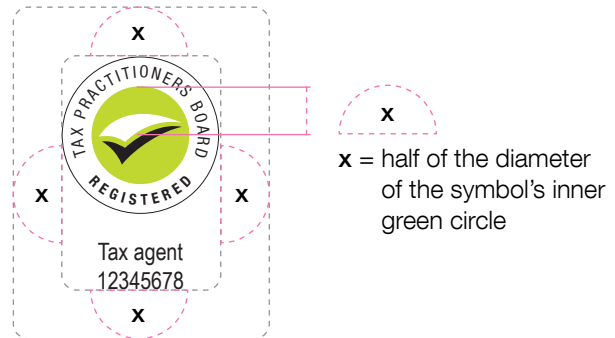 x
TAX PRACTITIONERS BOARD
REGISTERED
x
x
Tax agent
12345678
x
x
x = half of the diameter
of the symbol's inner
green circle